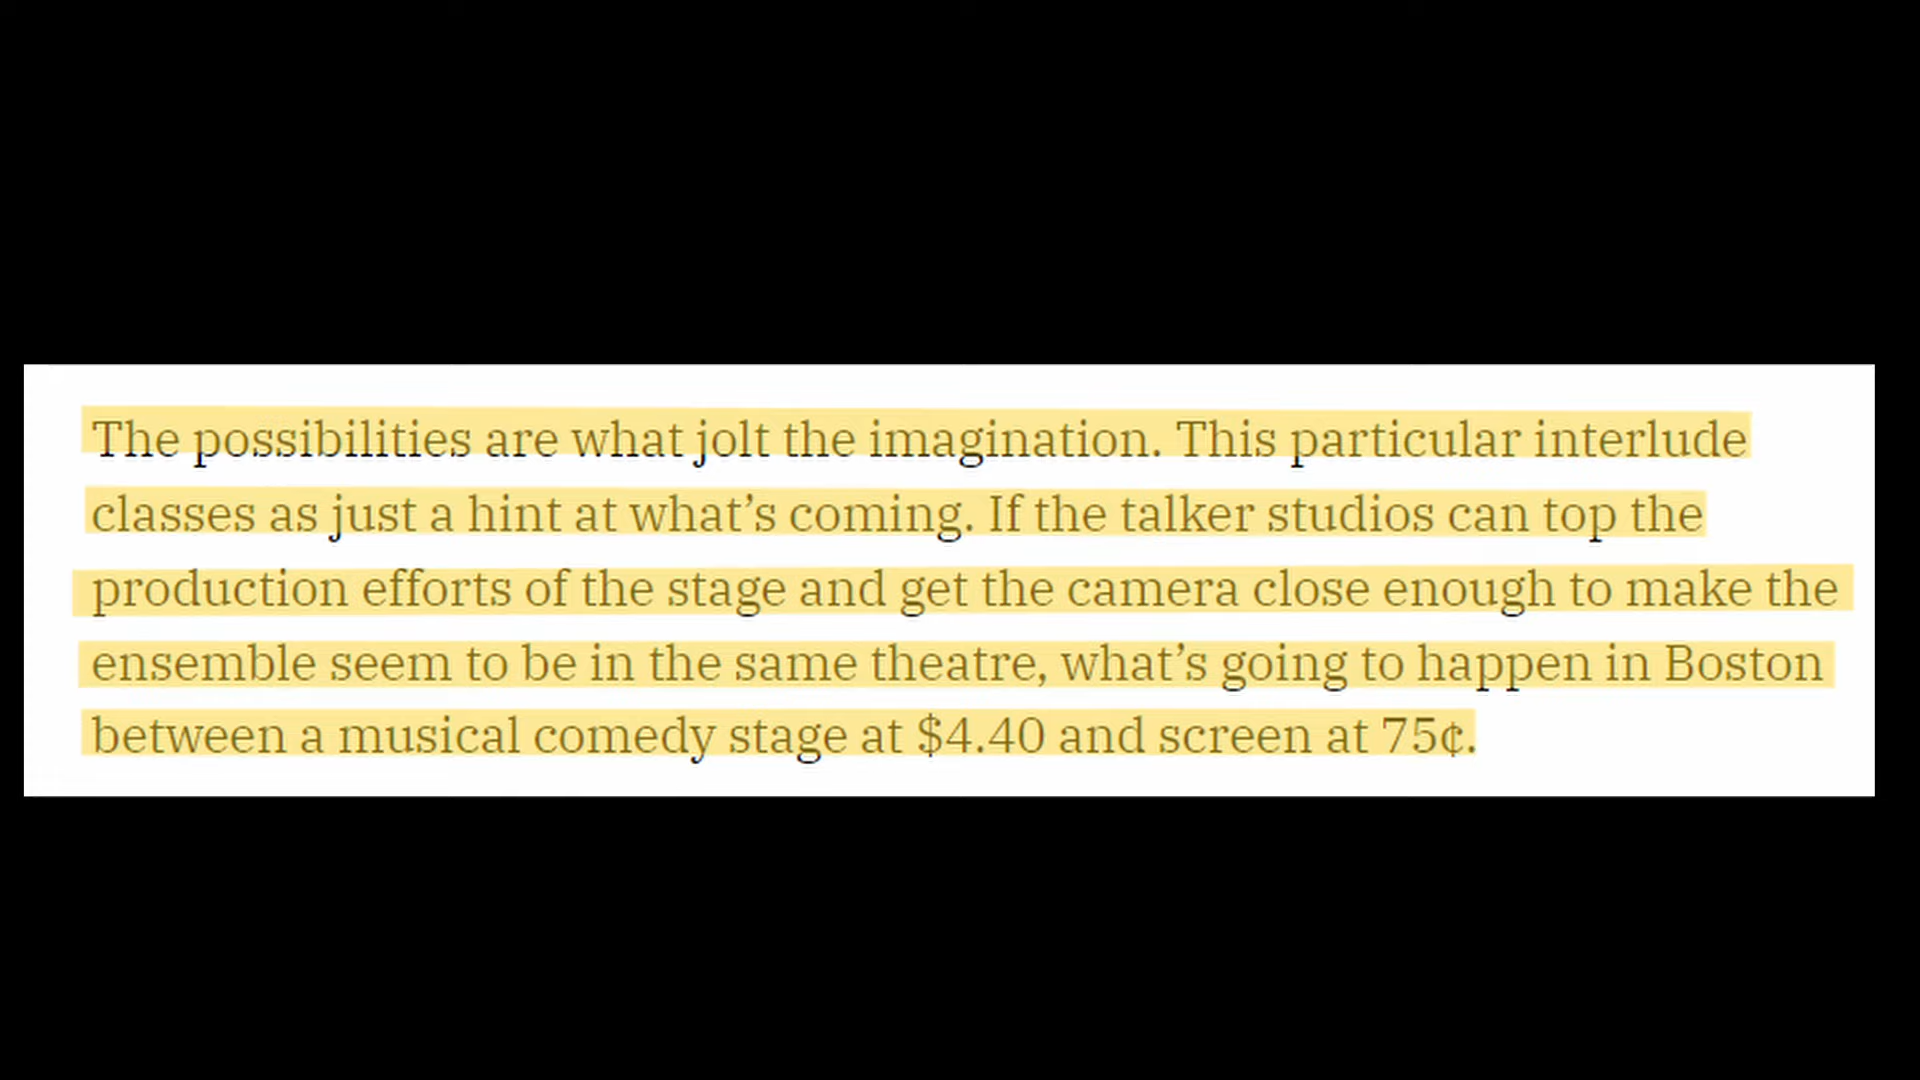 The possibilities are what jolt the imagination. This particular interlude
classes as just a hint at what’s coming. If the talker studios can top the
production efforts of the stage and get the camera close enough to make the
ensemble seem to be in the same theatre, what’s going to happen in Boston
between a musical comedy stage at $4.40 and screen at 75¢.